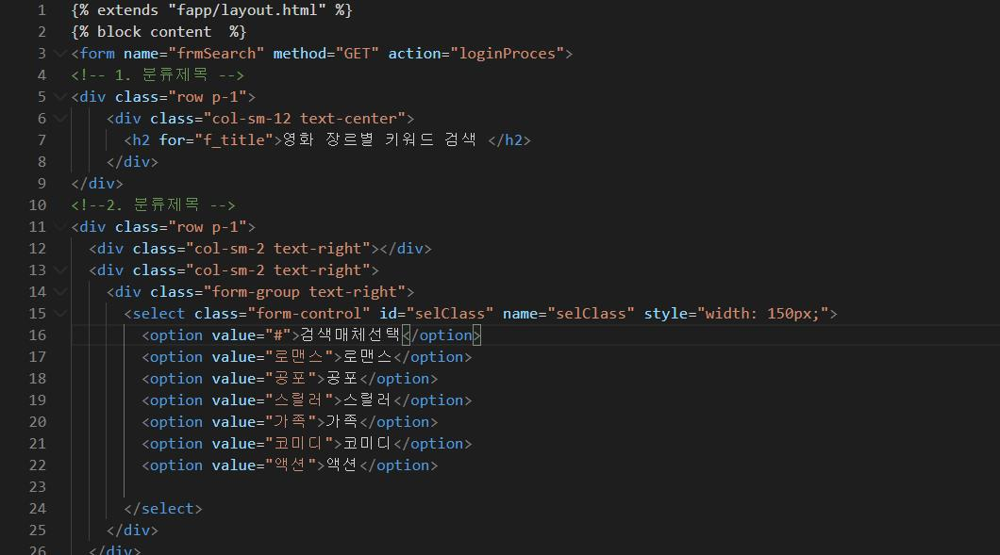 1 {% extends "fapp/layout.html" %}
2 {% block content  %}
3 <form name="frmSearch" method="GET" action="loginProces">
4 <!-- 1. 분류제목 -->
5 <div class="row p-1">
6 <div class="col-sm-12 text-center">
7 <h2 for="f_title">영화 장르별 키워드 검색 </h2>
8 </div>
9 </div>
10 <!--2. 분류제목 -->
11 <div class="row p-1">
12 <div class="col-sm-2 text-right"></div>
13 <div class="col-sm-2 text-right">
14 <div class="form-group text-right">
15 <select class="form-control" id="selClass" name="selClass" style="width: 150px;">
16 <option value="#">검색매체선택</option>
17 <option value="로맨스">로맨스</option>
18 <option value="공포">공포</option>
19 <option value="스릴러">스릴러</option>
20 <option value="가족">가족</option>
21 <option value="코미디">코미디</option>
22 <option value="액션">액션</option>
23
24 </select>
25 </div>
26 </div>